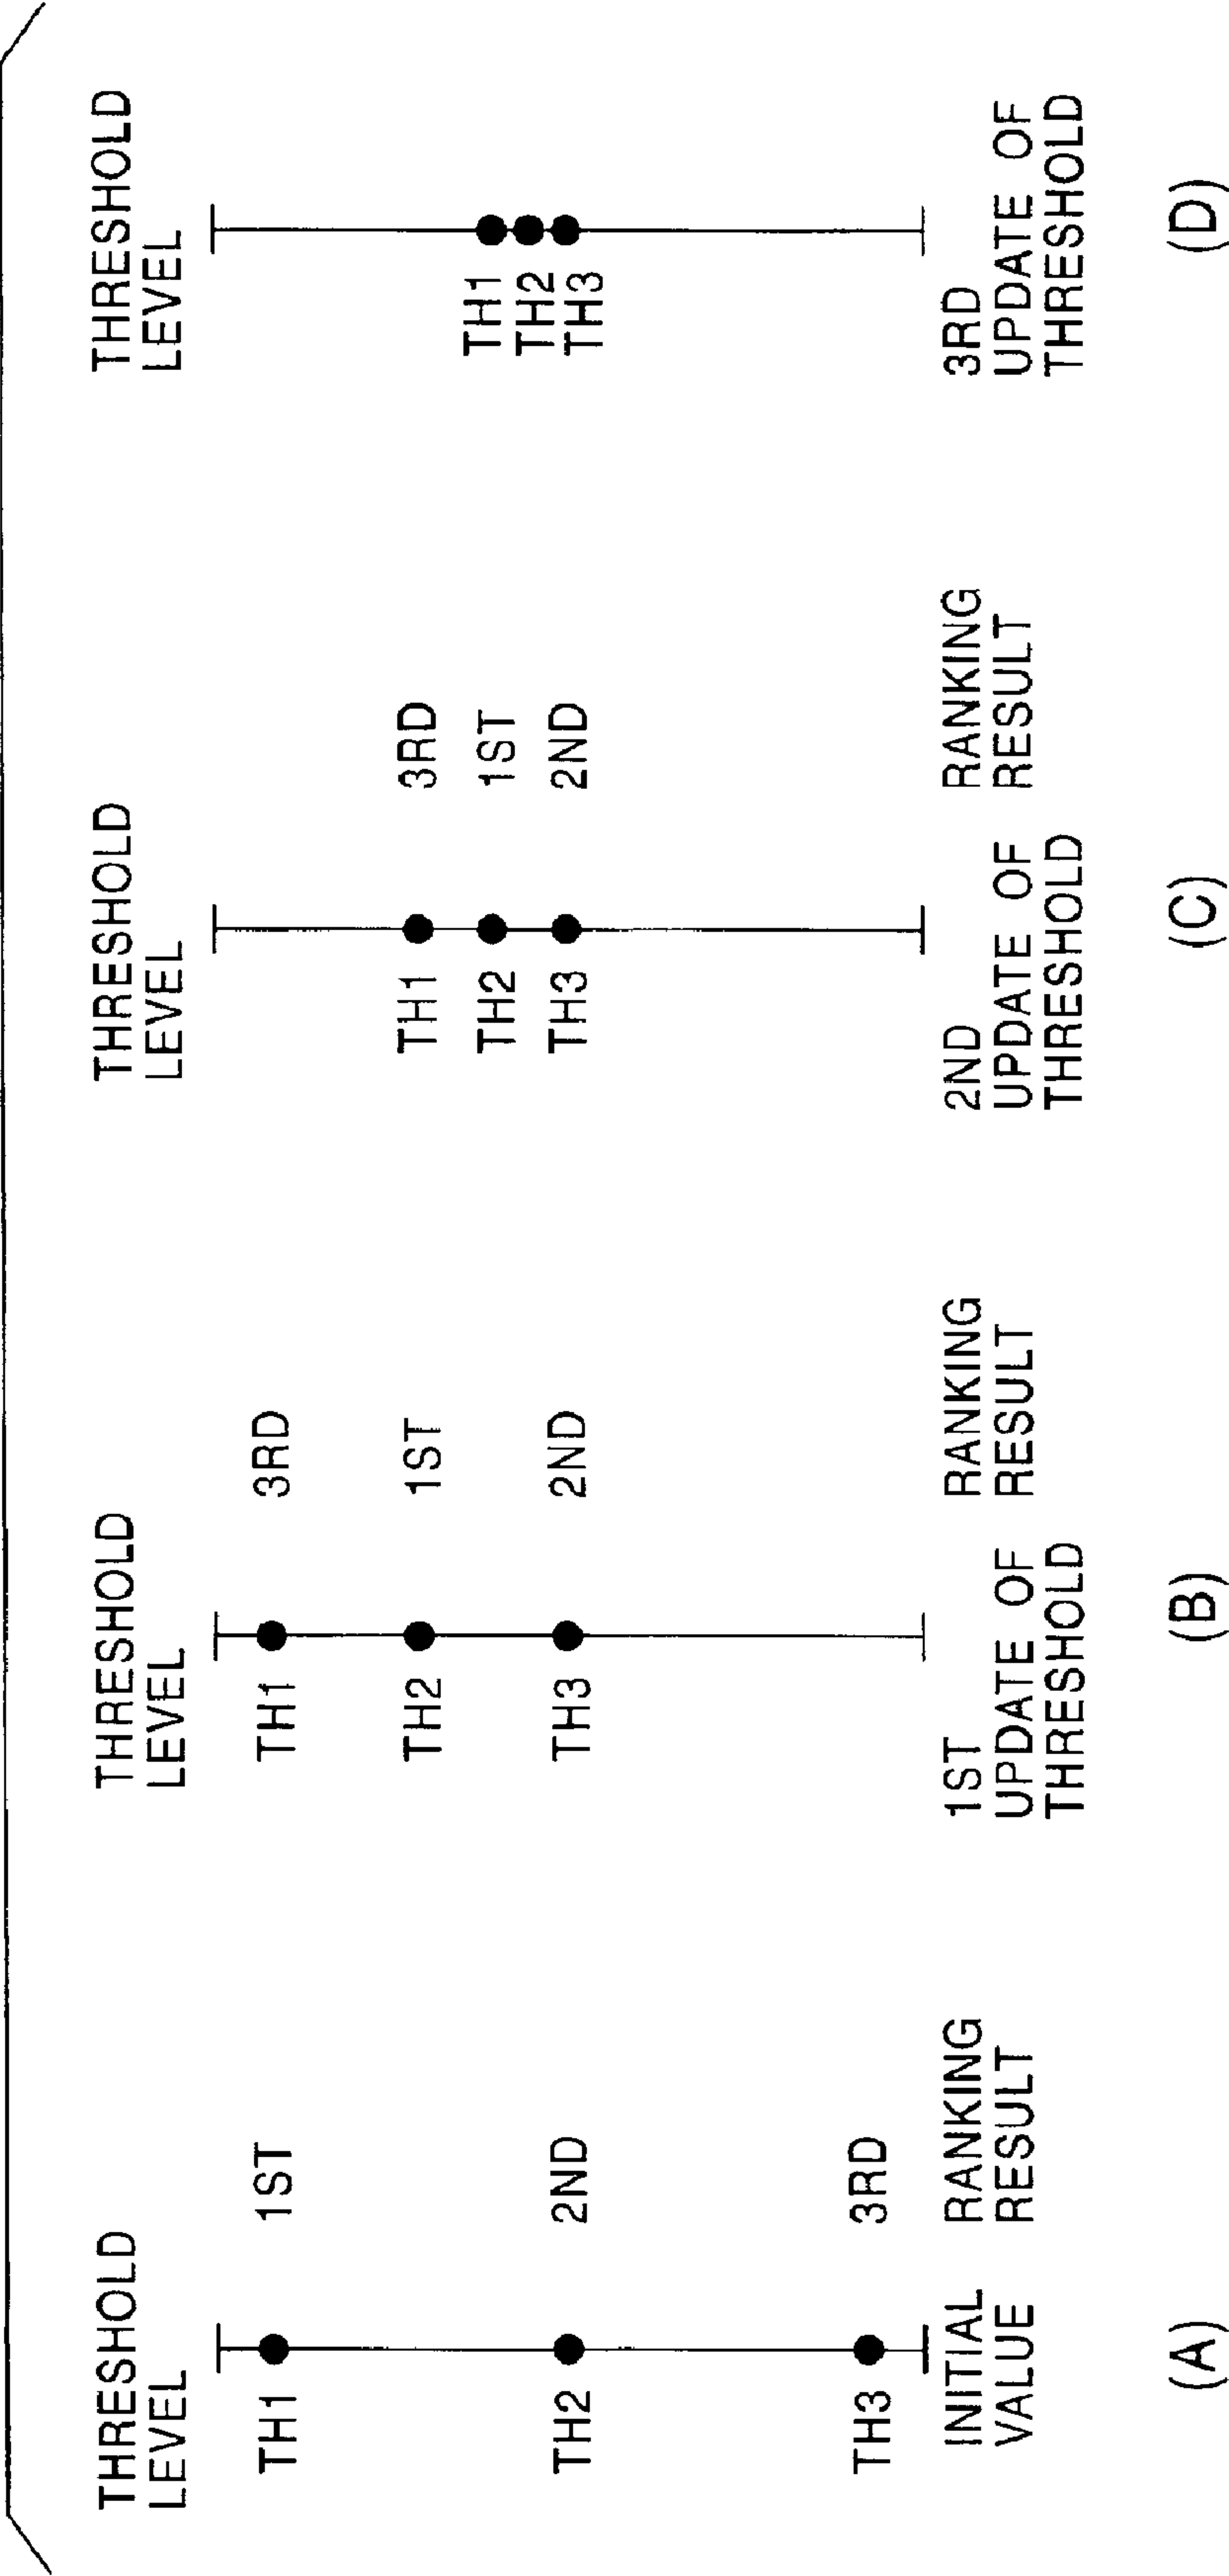 THRESHOLD
LEVEL
TH1
1ST
TH2
2ND
TH3
3RD
INITIAL
VALUE
RANKING
RESULT
(A)
THRESHOLD
LEVEL
TH1
3RD
TH2
1ST
TH3
2ND
1ST
UPDATE OF
THRESHOLD
RANKING
RESULT
(B)
THRESHOLD
LEVEL
TH1
3RD
TH2
1ST
TH3
2ND
2ND
UPDATE OF
THRESHOLD
RANKING
RESULT
(C)
THRESHOLD
LEVEL
TH1
TH2
TH3
3RD
UPDATE OF
THRESHOLD
(D)